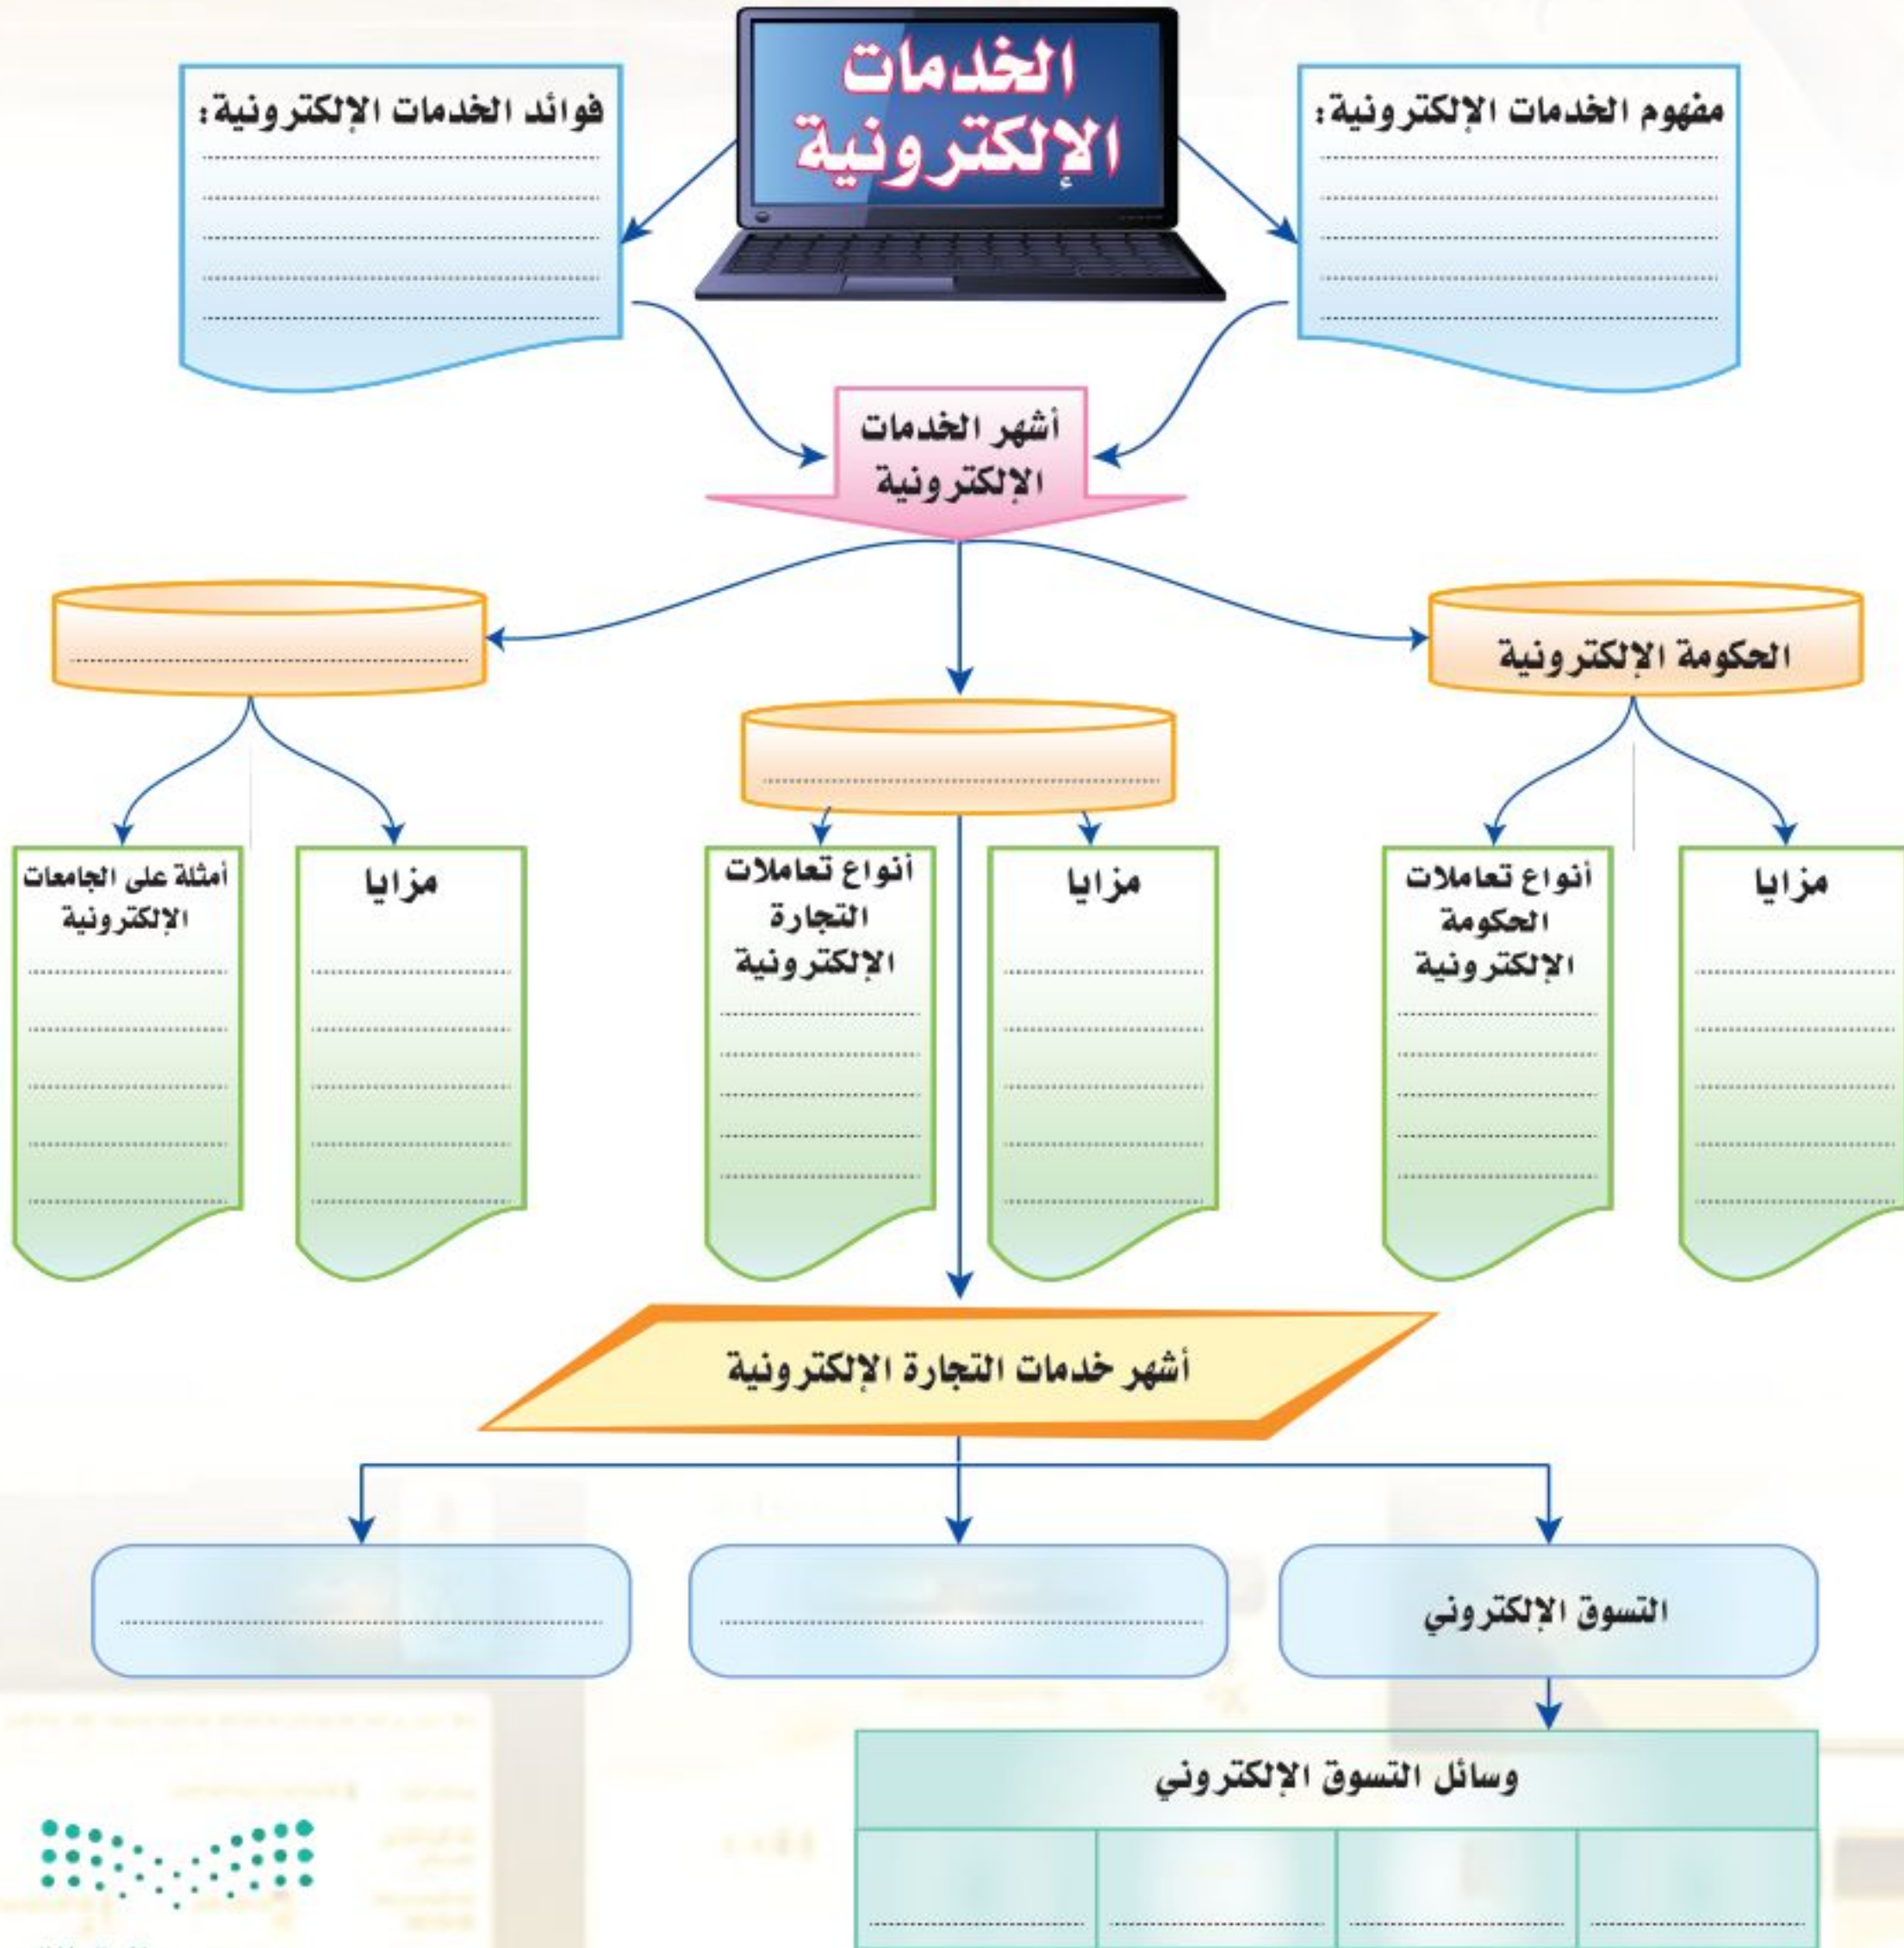 الخدمات
الإلكترونية
مفهوم الخدمات الإلكترونية:
فوائد الخدمات الإلكترونية:
أشهر الخدمات
الإلكترونية
الحكومة الإلكترونية
مزايا
أنواع تعاملات
الحكومة
الإلكترونية
مزايا
أنواع تعاملات
التجارة
الإلكترونية
مزايا
أمثلة على الجامعات
الإلكترونية
أشهر خدمات التجارة الإلكترونية
التسوق الإلكتروني
وسائل التسوق الإلكتروني